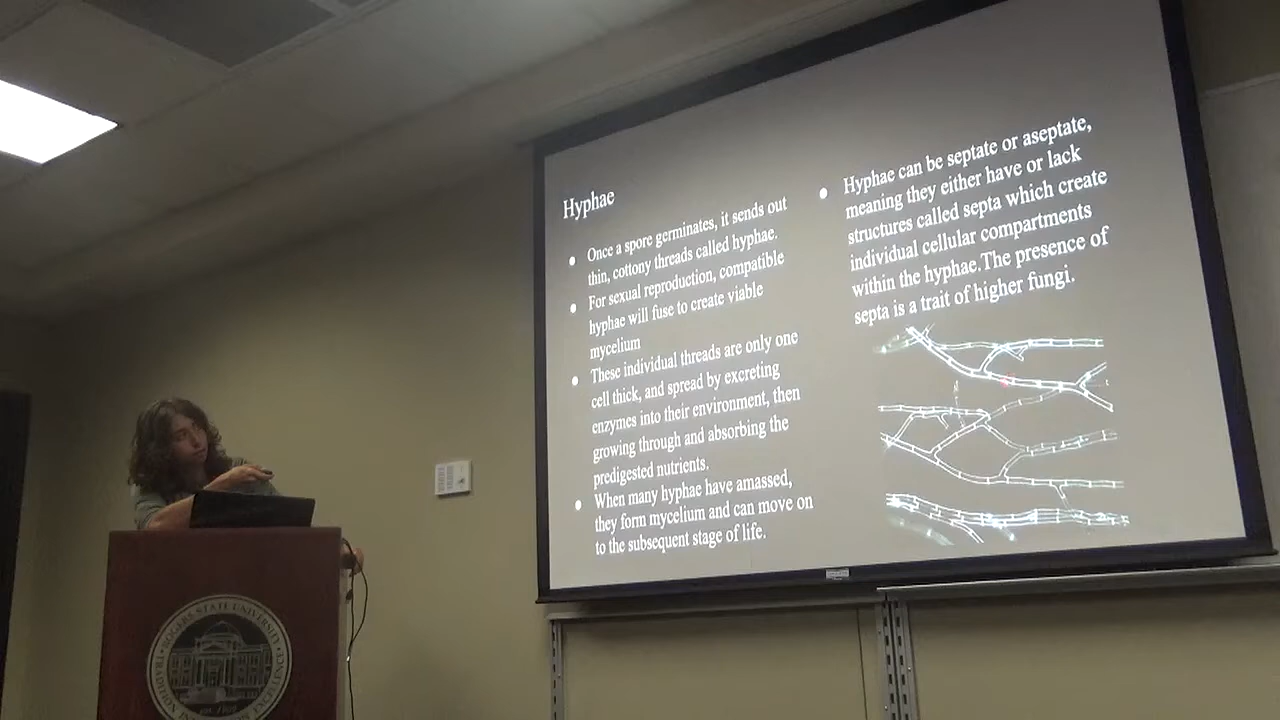 Hyphae
Once a spore germinates, it sends out
thin, cottony threads called hyphae.
For sexual reproduction, compatible
hyphae will fuse to create viable
mycelium
These individual threads are only one
cell thick, and spread by excreting
enzymes into their environment, then
growing through and absorbing the
predigested nutrients.
When many hyphae have amassed,
they form mycelium and can move on
to the subsequent stage of life.
Hyphae can be septate or aseptate,
meaning they either have or lack
structures called septa which create
individual cellular compartments
within the hyphae.The presence of
septa is a trait of higher fungi.
ROGERS STATE UNIVERSITY
TRADITION EXCELLENCE